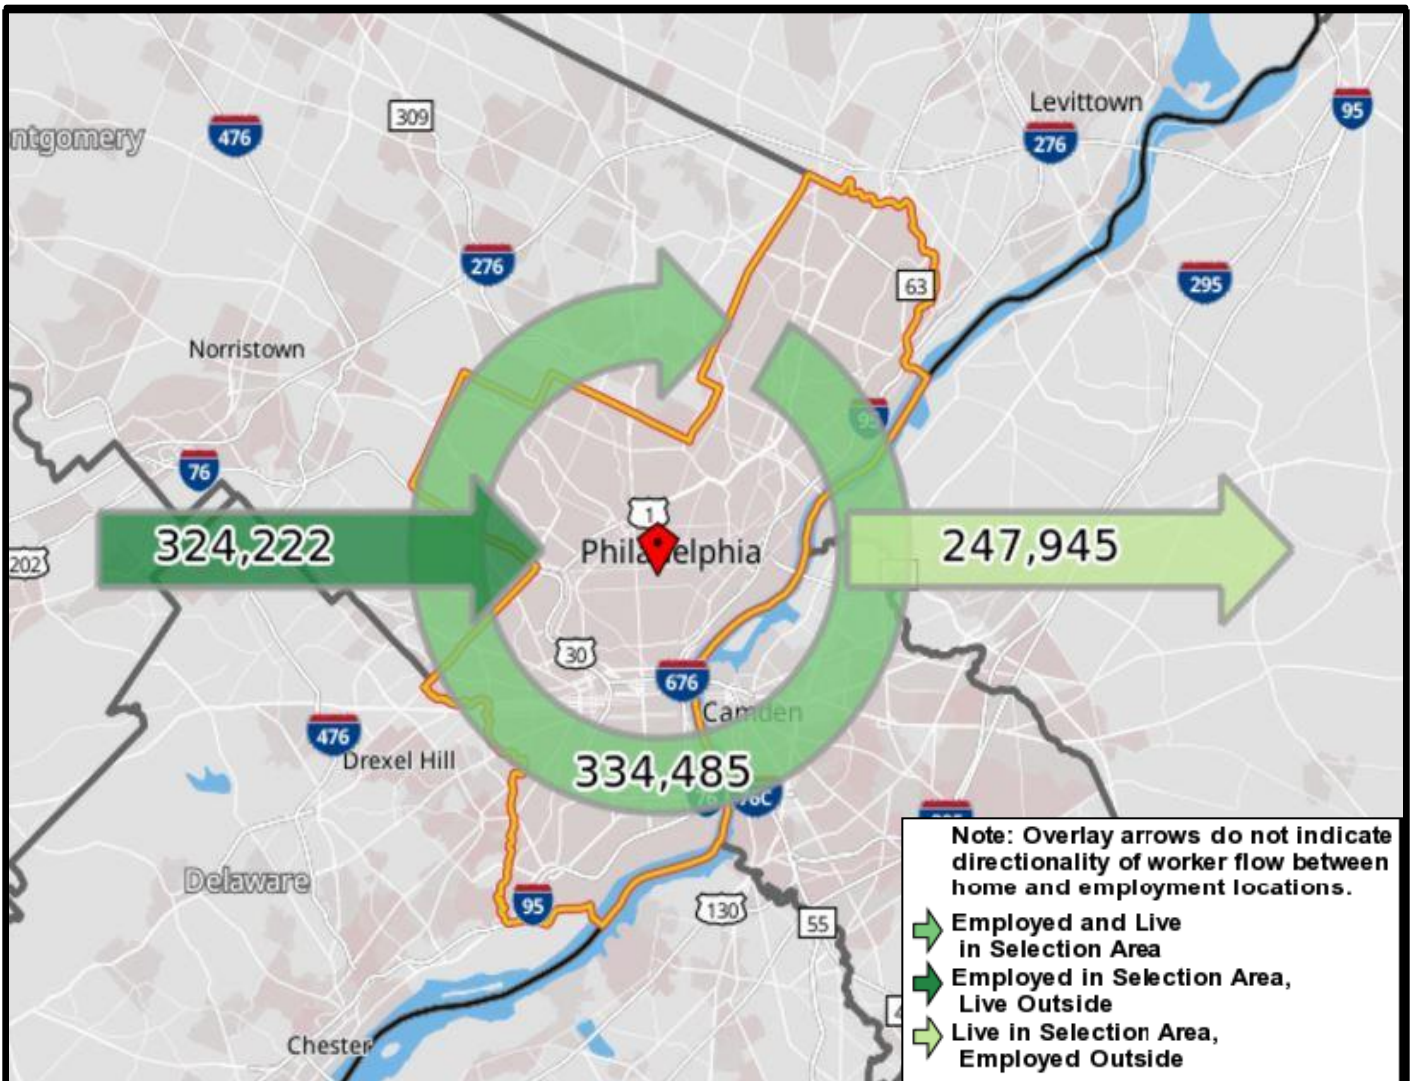 Levittown
95
309
476
276
ntgomery
276
295
63
Norristown
95
76
1
324,222
247,945
Philadelphia
202
30
676
Camden
476
Drexel Hill
334,485
76
76C
Note: Overlay arrows do not indicate
directionality of worker flow between
home and employment locations.
Delaware
95
130
55
Employed and Live
in Selection Area
Employed in Selection Area,
Live Outside
Live in Selection Area,
Employed Outside
Chester